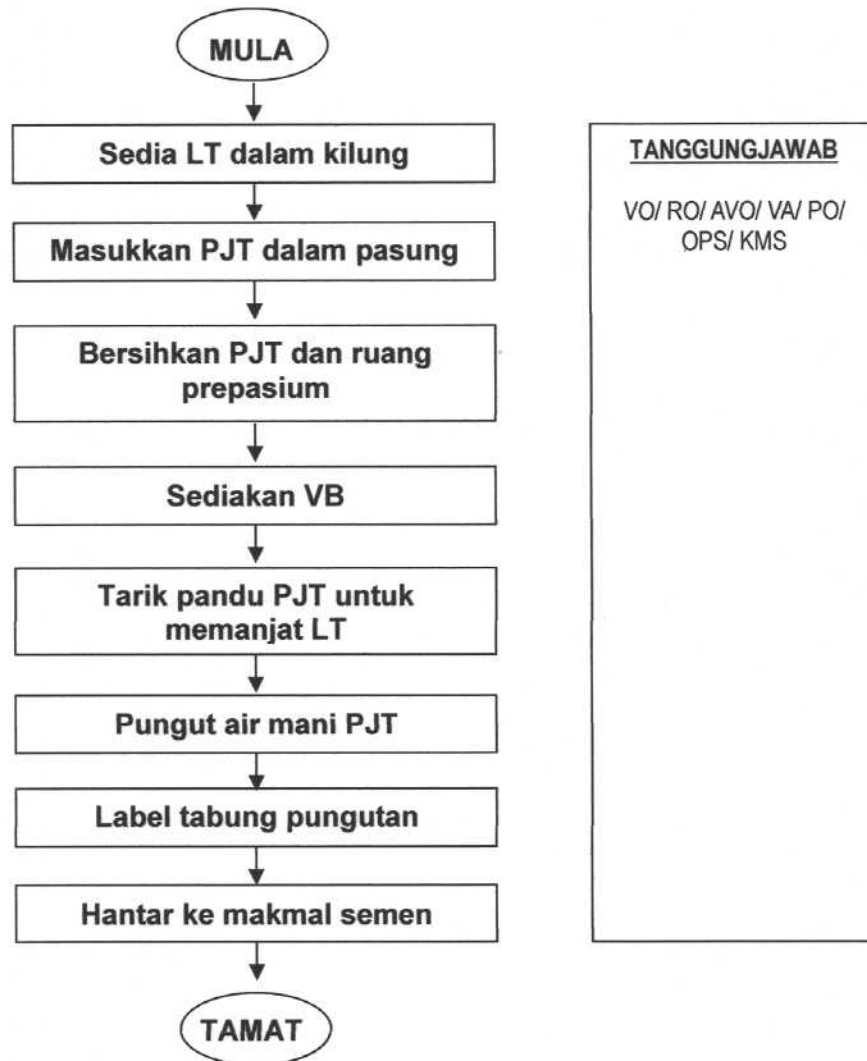 MULA
Sedia LT dalam kilung
Masukkan PJT dalam pasung
Bersihkan PJT dan ruang
prepasium
Sediakan VB
Tarik pandu PJT untuk
memanjat LT
Pungut air mani PJT
Label tabung pungutan
Hantar ke makmal semen
TAMAT
TANGGUNGJAWAB
VO/ RO/ AVO/ VA/ PO/
OPS/ KMS